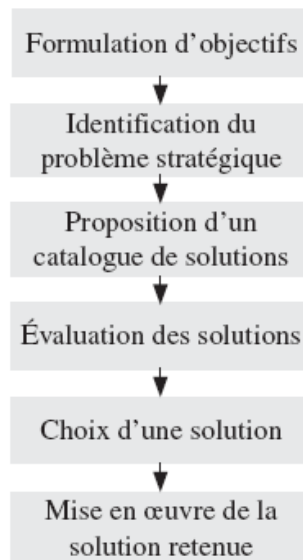 Formulation d’objectifs
Identification du
problème stratégique
Proposition d’un
catalogue de solutions
Évaluation des solutions
Choix d’une solution
Mise en œuvre de la
solution retenue